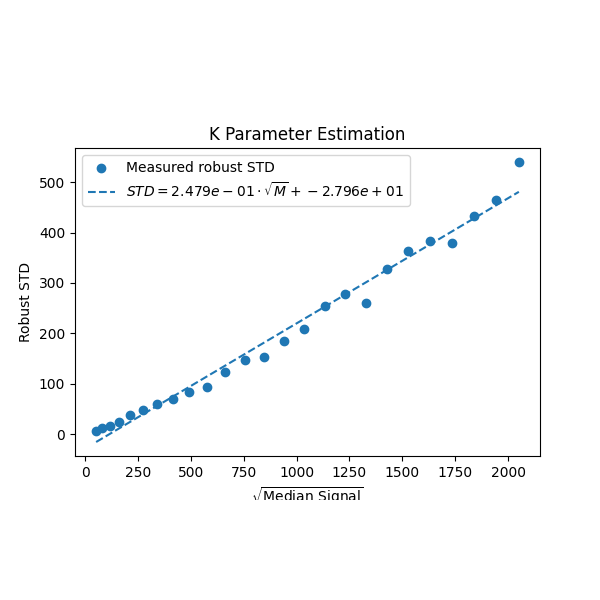 K Parameter Estimation
Measured robust STD
STD = 2.479e − 01 · √M + −2.796e + 01
Robust STD
500
400
300
200
100
0
0 250 500 750 1000 1250 1500 1750 2000
√Median Signal